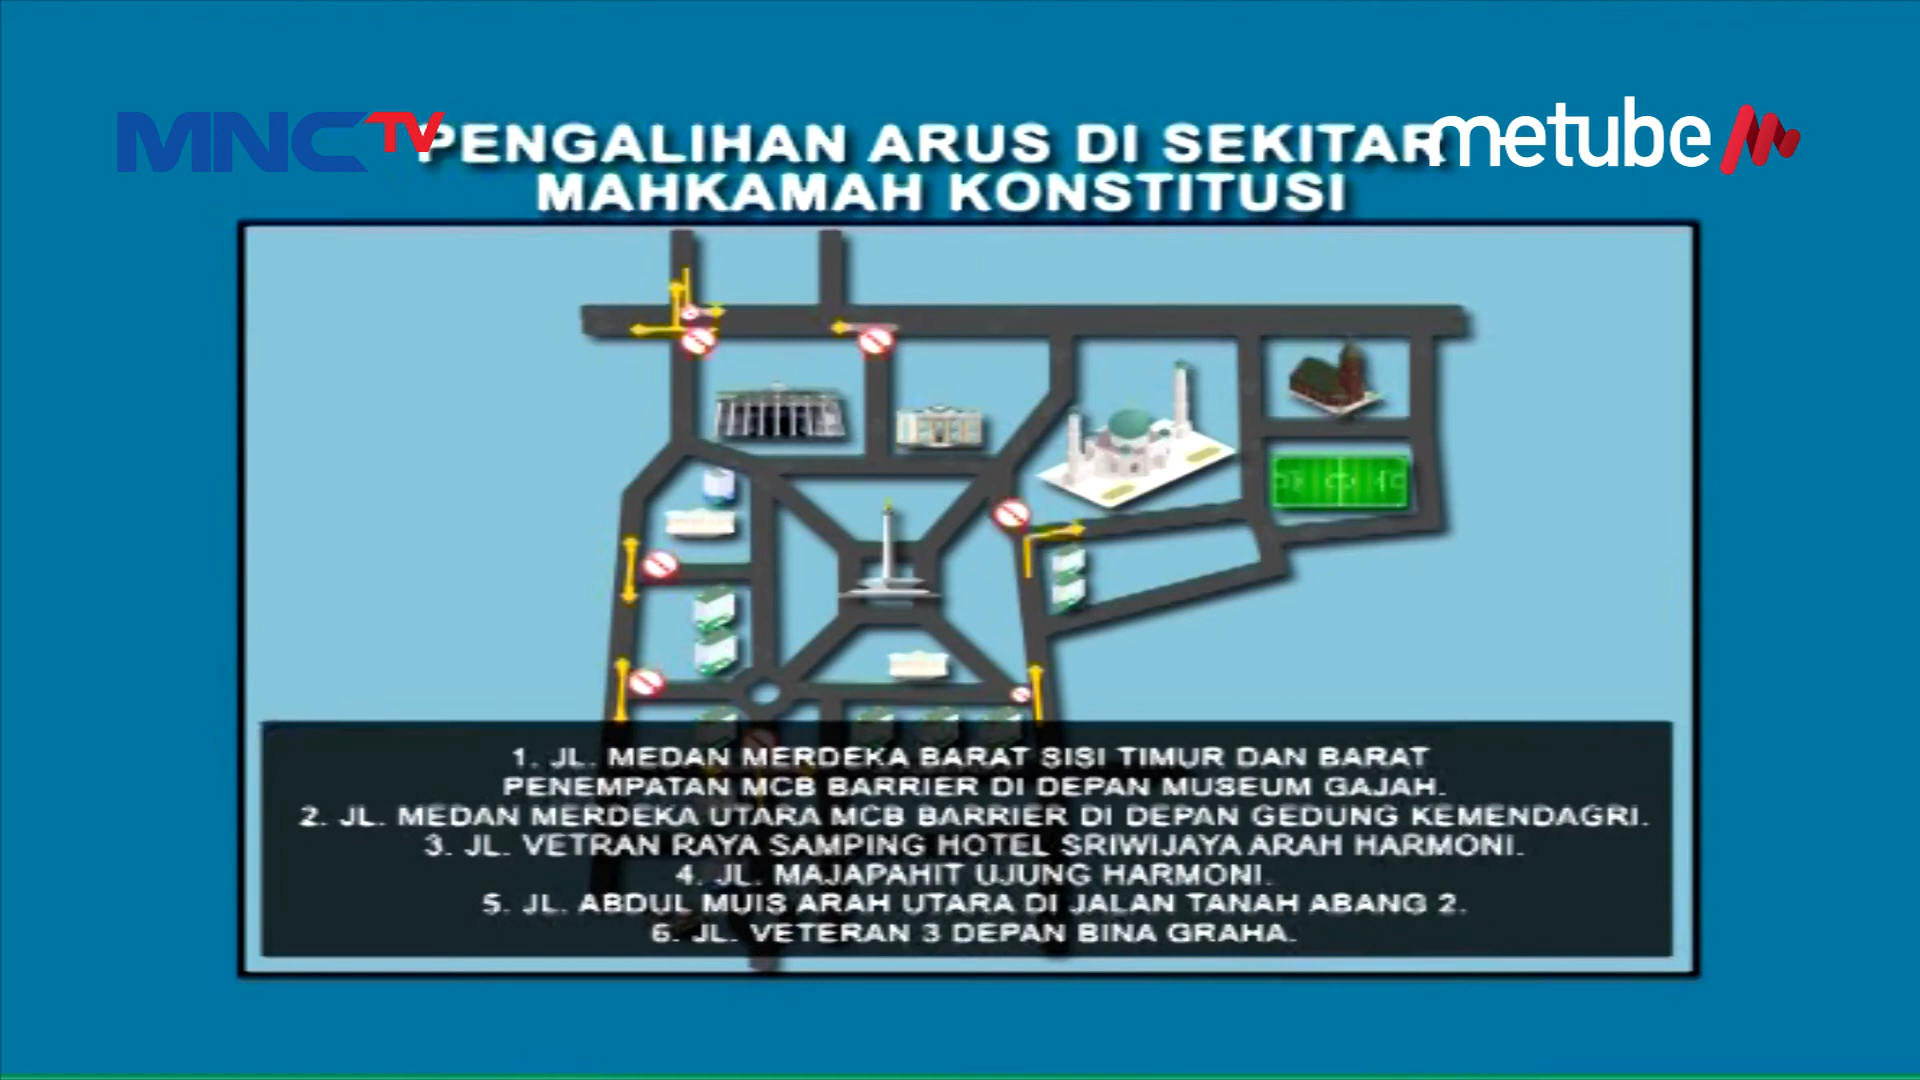 MNCTV
metube
PENGALIHAN ARUS DI SEKITAR
MAHKAMAH KONSTITUSI
1. JL. MEDAN MERDEKA BARAT SISI TIMUR DAN BARAT
PENEMPATAN MCB BARRIER DI DEPAN MUSEUM GAJAH.
2. JL. MEDAN MERDEKA UTARA MCB BARRIER DI DEPAN GEDUNG KEMENDAGRI.
3. JL. VETRAN RAYA SAMPING HOTEL SRIWIJAYA ARAH HARMONI.
4. JL. MAJAPAHIT UJUNG HARMONI.
5. JL. ABDUL MUIS ARAH UTARA DI JALAN TANAH ABANG 2.
6. JL. VETERAN 3 DEPAN BINA GRAHA.